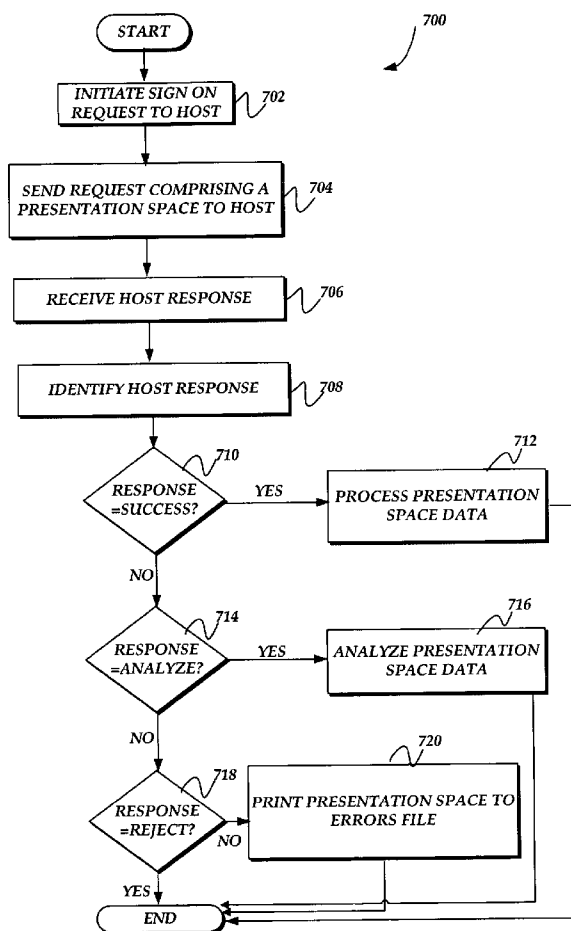 START
700
INITIATE SIGN ON
REQUEST TO HOST
702
SEND REQUEST COMPRISING A
PRESENTATION SPACE TO HOST
704
RECEIVE HOST RESPONSE
706
IDENTIFY HOST RESPONSE
708
710
RESPONSE
=SUCCESS?
YES
712
PROCESS PRESENTATION
SPACE DATA
NO
714
RESPONSE
=ANALYZE?
YES
716
ANALYZE PRESENTATION
SPACE DATA
NO
718
RESPONSE
=REJECT?
NO
720
PRINT PRESENTATION SPACE TO
ERRORS FILE
YES
END